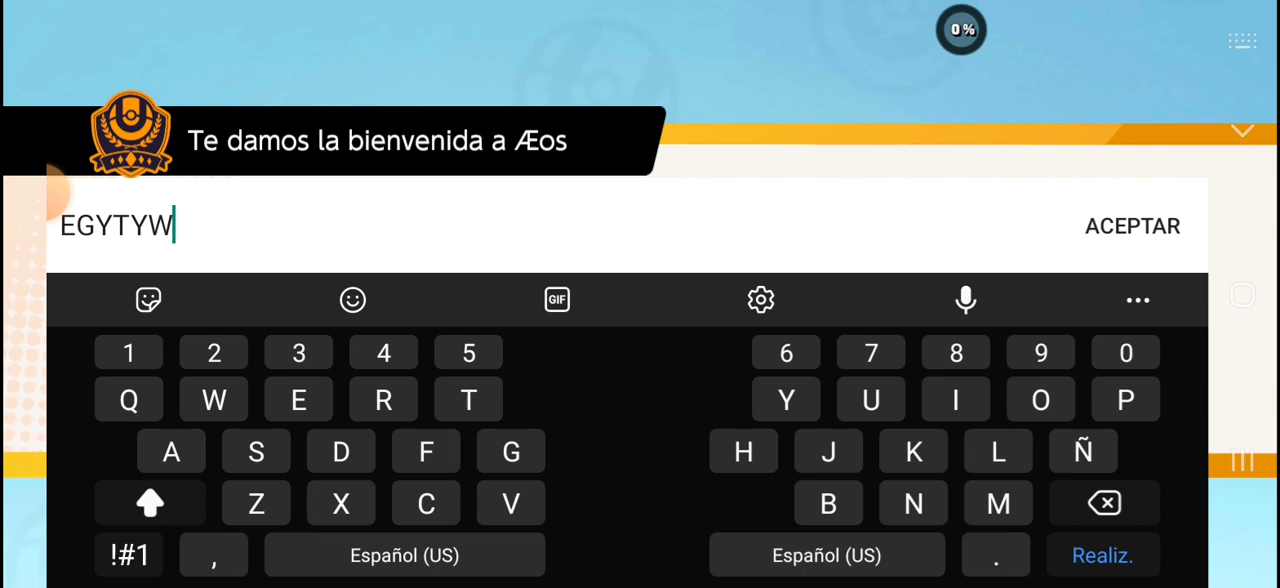 0%
Te damos la bienvenida a Æos
EGYTYW
ACEPTAR
GIF
1 2 3 4 5 6 7 8 9 0
Q W E R T Y U I O P
A S D F G H J K L Ñ
Z X C V B N M
!#1 , Español (US) Español (US) . Realiz.